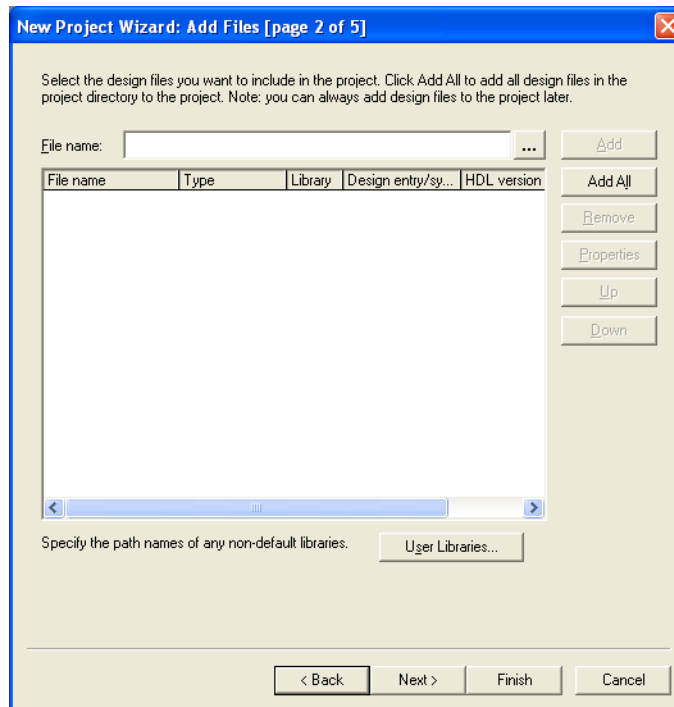 New Project Wizard: Add Files [page 2 of 5]
Select the design files you want to include in the project. Click Add All to add all design files in the
project directory to the project. Note: you can always add design files to the project later.
File name: ... Add
File name Type Library Design entry/sy... HDL version Add All
Remove
Properties
Up
Down
Specify the path names of any non-default libraries. User Libraries...
< Back Next > Finish Cancel